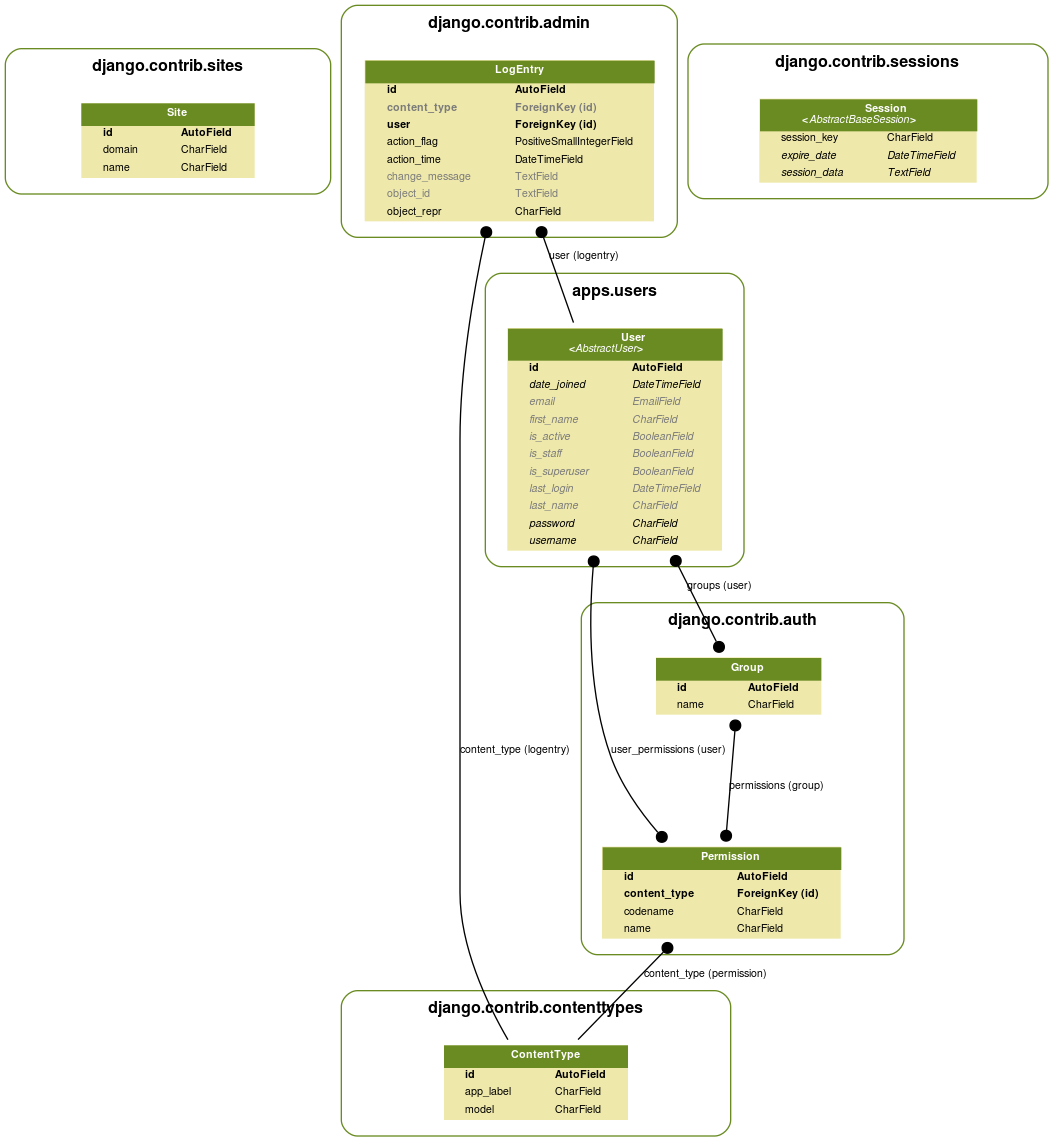 django.contrib.admin
LogEntry
id AutoField
content_type ForeignKey (id)
user ForeignKey (id)
action_flag PositiveSmallIntegerField
action_time DateTimeField
change_message TextField
object_id TextField
object_repr CharField
django.contrib.sites
Site
id AutoField
domain CharField
name CharField
django.contrib.sessions
Session
<AbstractBaseSession>
session_key CharField
expire_date DateTimeField
session_data TextField
user (logentry)
apps.users
User
<AbstractUser>
id AutoField
date_joined DateTimeField
email EmailField
first_name CharField
is_active BooleanField
is_staff BooleanField
is_superuser BooleanField
last_login DateTimeField
last_name CharField
password CharField
username CharField
groups (user)
django.contrib.auth
Group
id AutoField
name CharField
content_type (logentry)
user_permissions (user)
permissions (group)
Permission
id AutoField
content_type ForeignKey (id)
codename CharField
name CharField
content_type (permission)
django.contrib.contenttypes
ContentType
id AutoField
app_label CharField
model CharField